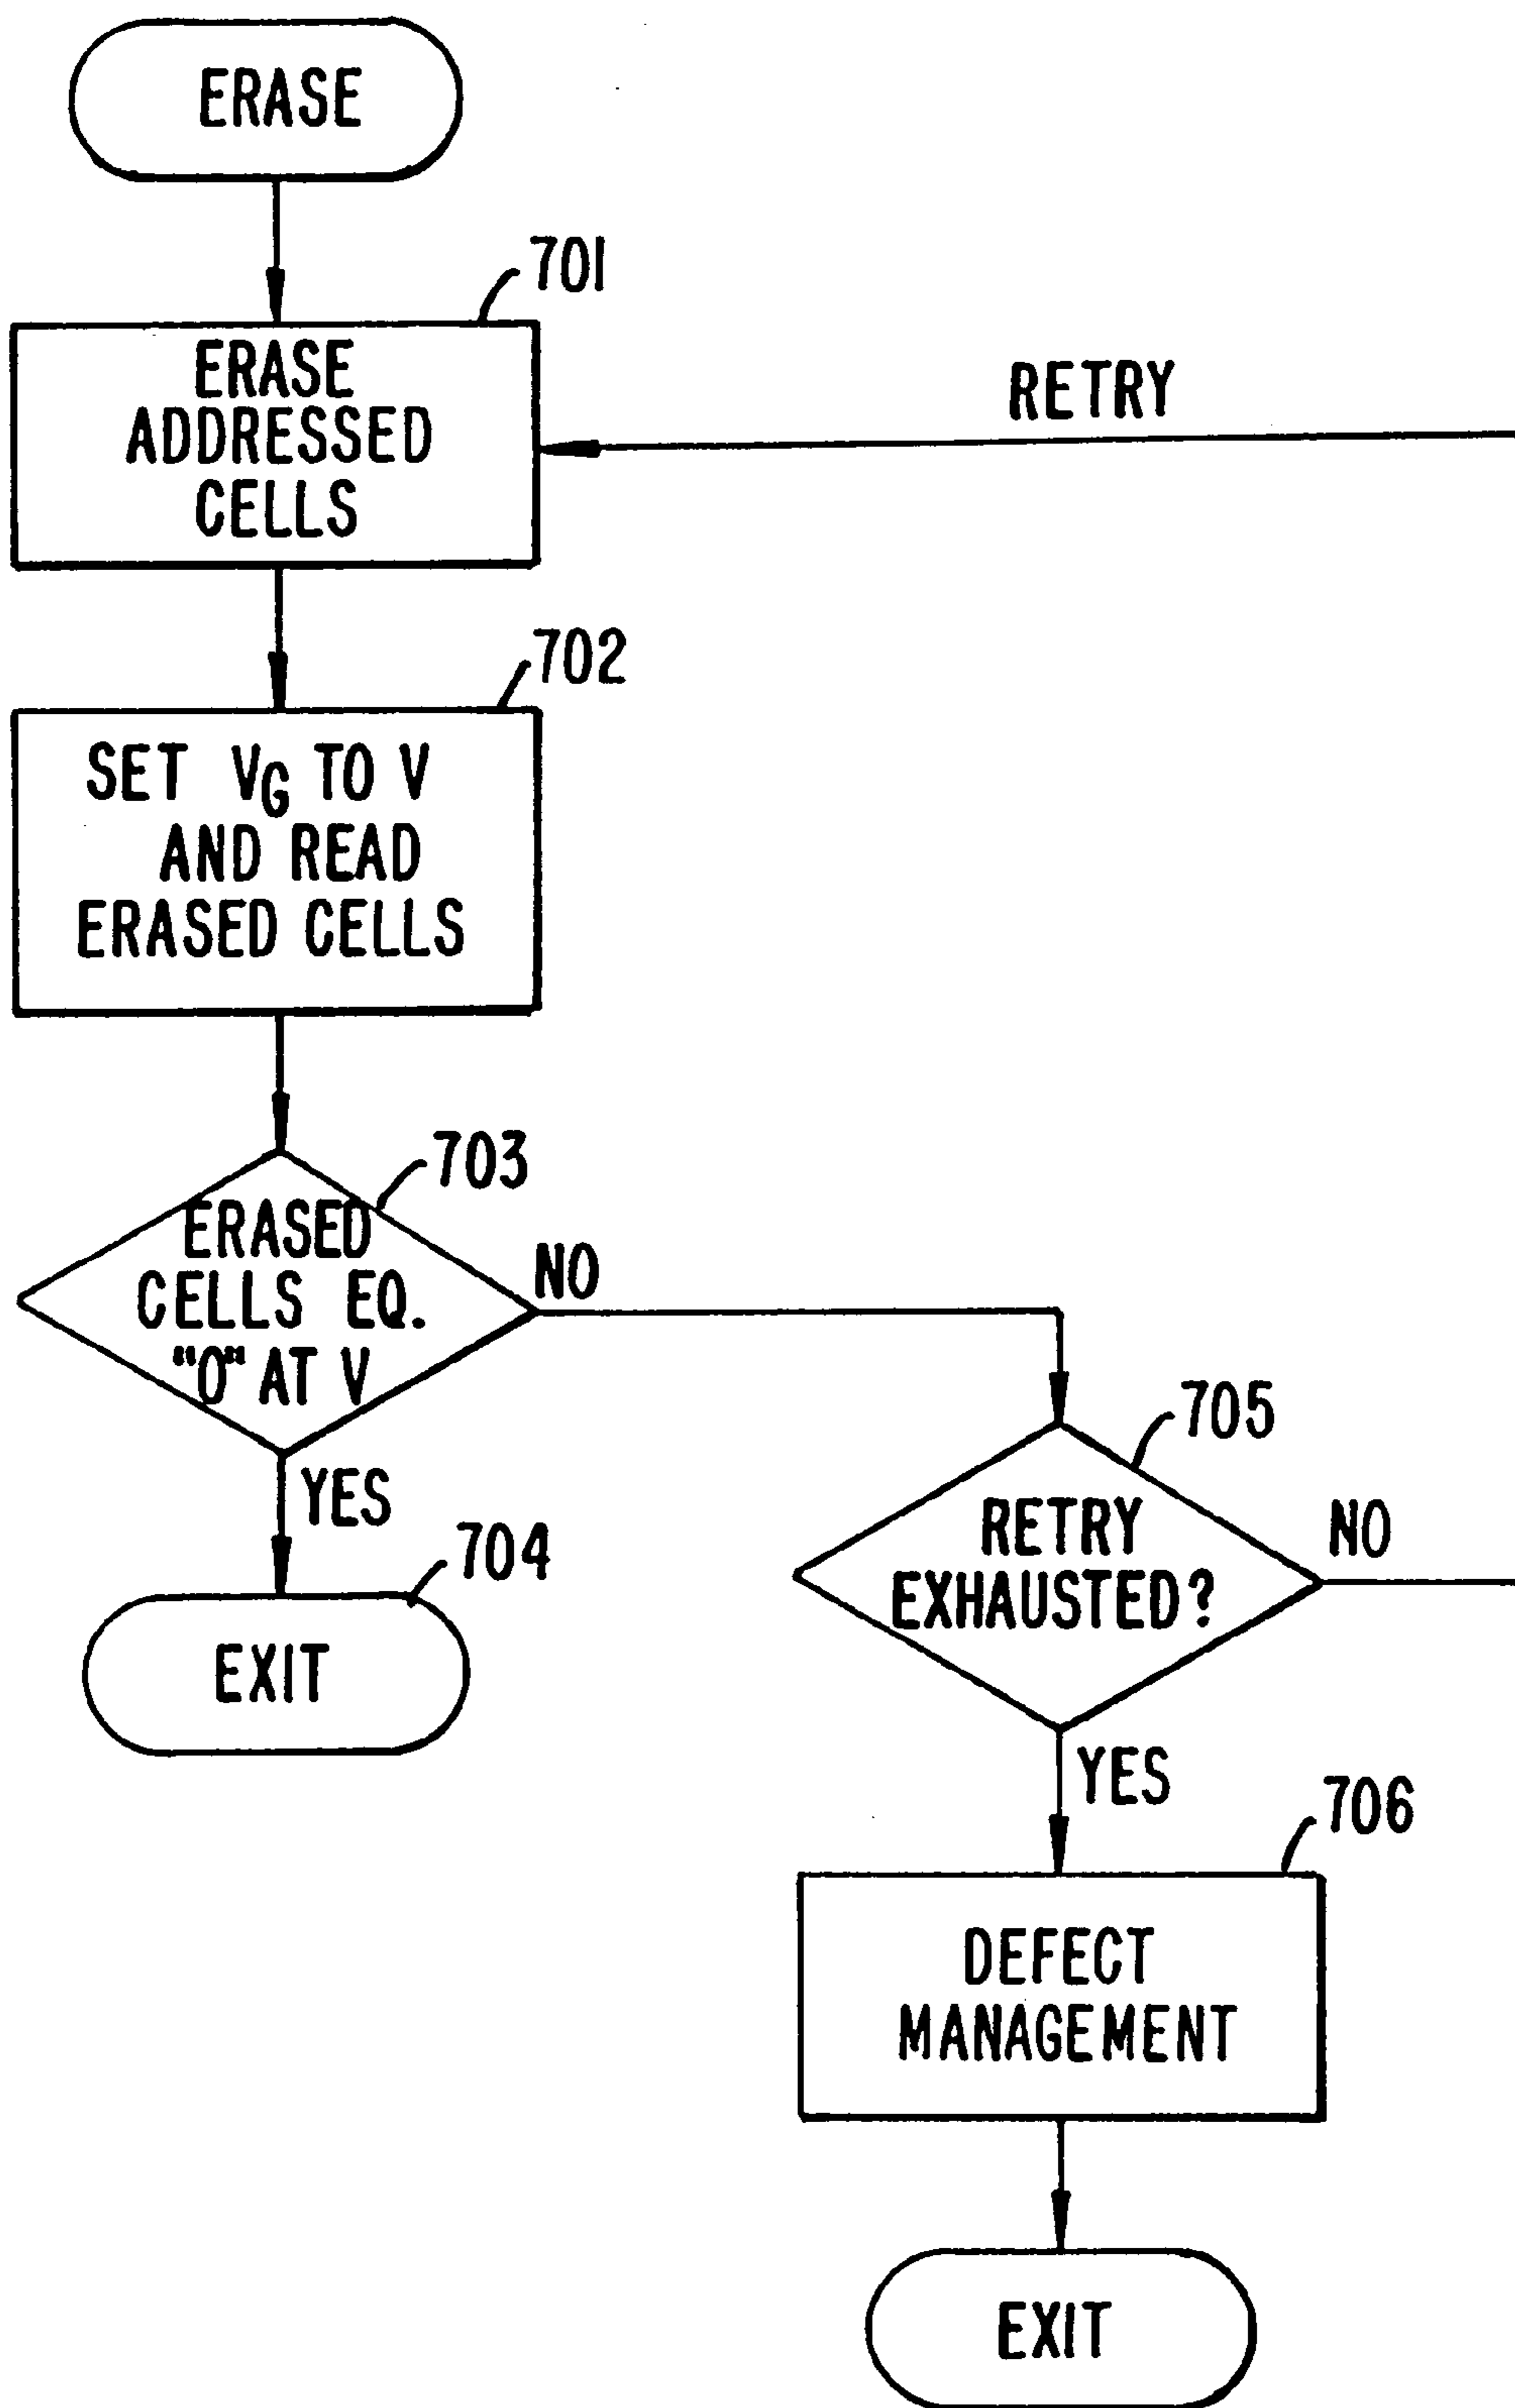 ERASE
701
ERASE
ADDRESSED
CELLS
RETRY
702
SET VG TO V
AND READ
ERASED CELLS
703
ERASED
CELLS EQ.
"0" AT V
NO
YES
704
EXIT
705
RETRY
EXHAUSTED?
NO
YES
706
DEFECT
MANAGEMENT
EXIT